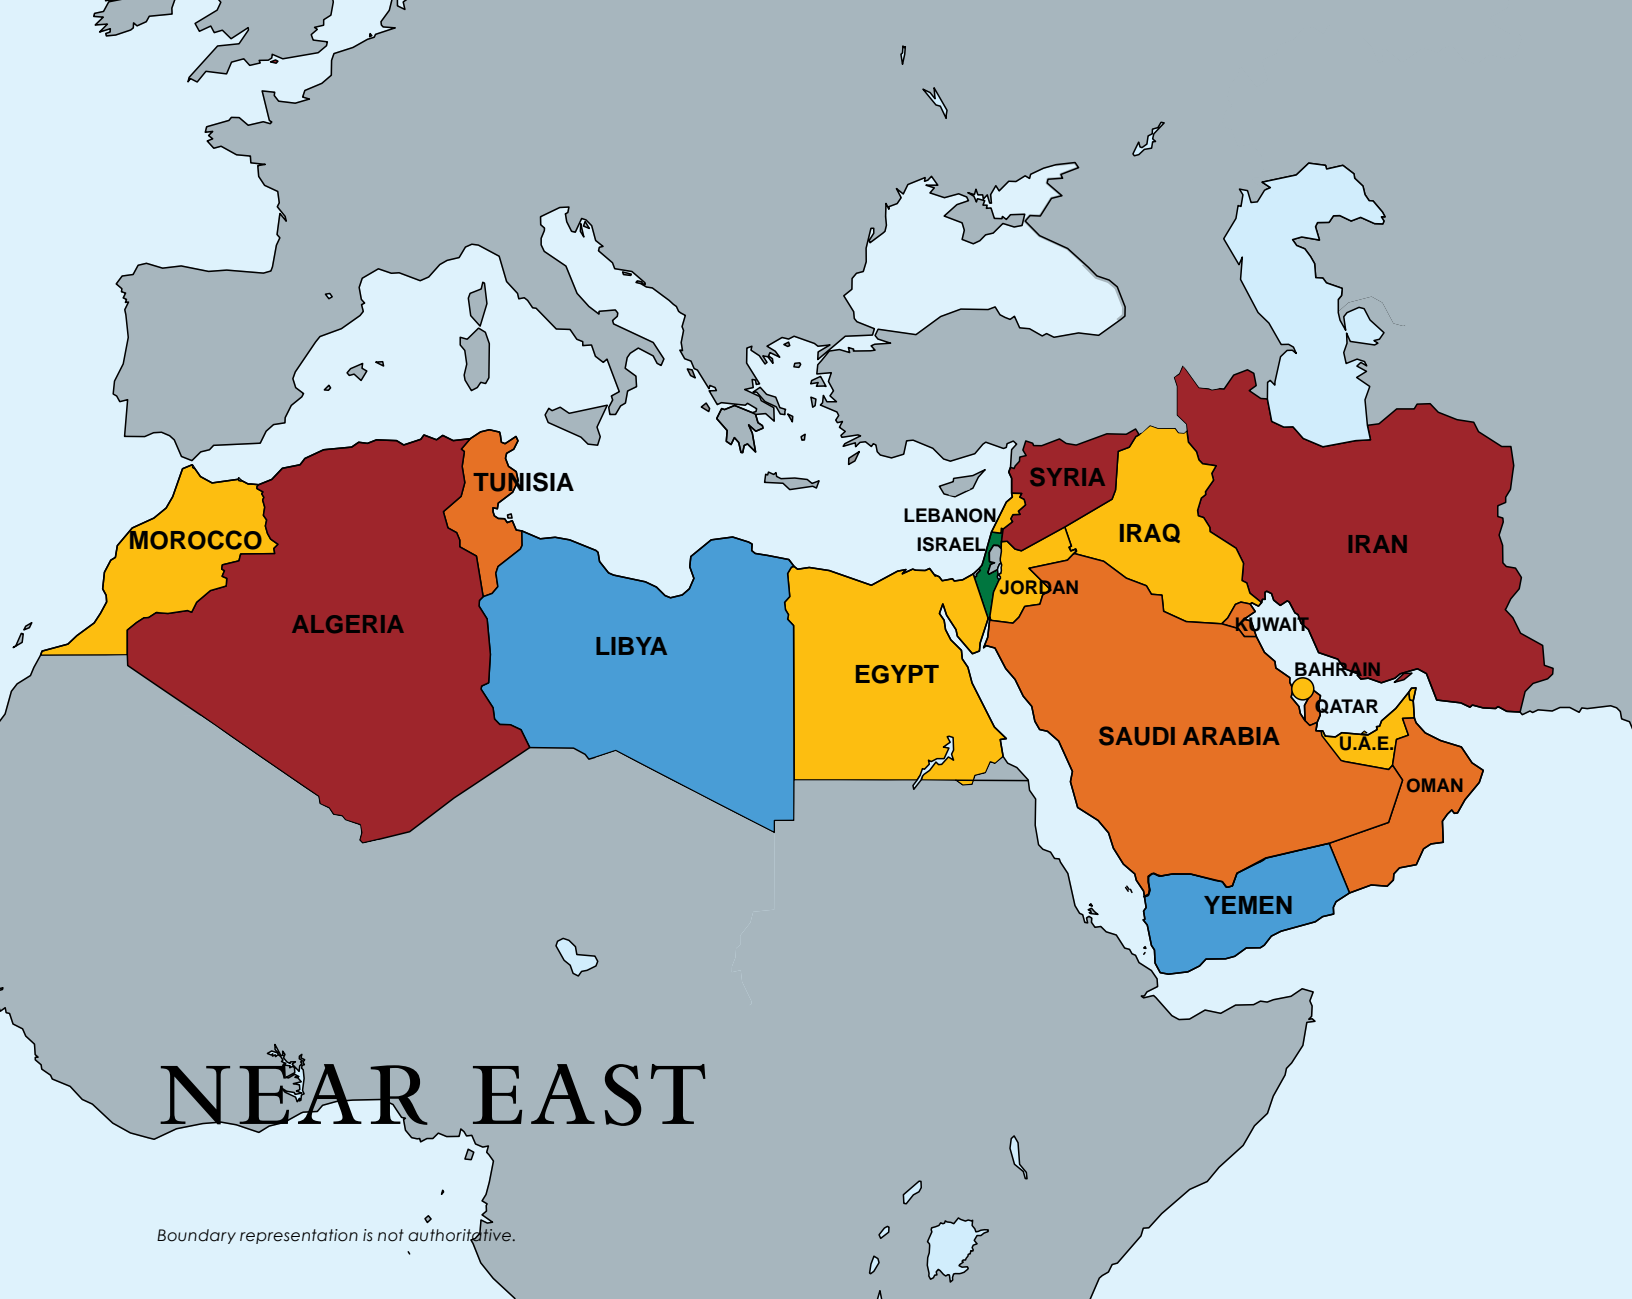 TUNISIA
SYRIA
LEBANON
IRAQ
MOROCCO
ISRAEL
IRAN
JORDAN
ALGERIA
KUWAIT
LIBYA
BAHRAIN
EGYPT
QATAR
SAUDI ARABIA
U.A.E.
OMAN
YEMEN
NEAR EAST
Boundary representation is not authoritative.